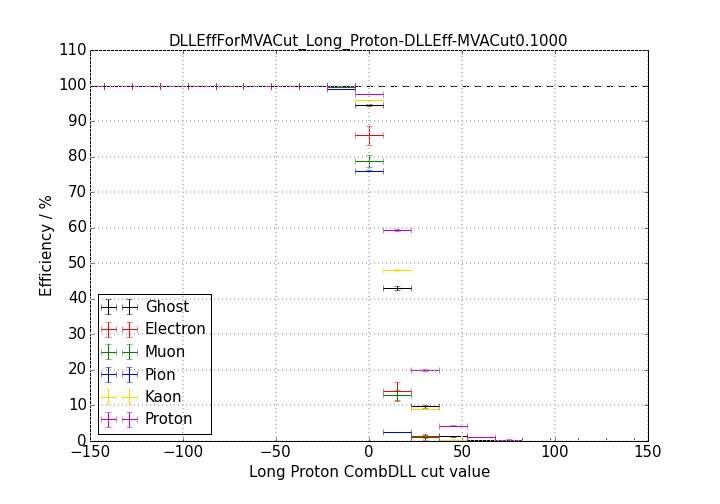 DLLEffForMVACut_Long_Proton-DLLEff-MVACut0.1000
110
100
90
80
70
60
50
40
30
20
10
0
Efficiency / %
Ghost
Electron
Muon
Pion
Kaon
Proton
−150 −100 −50 0 50 100 150
Long Proton CombDLL cut value